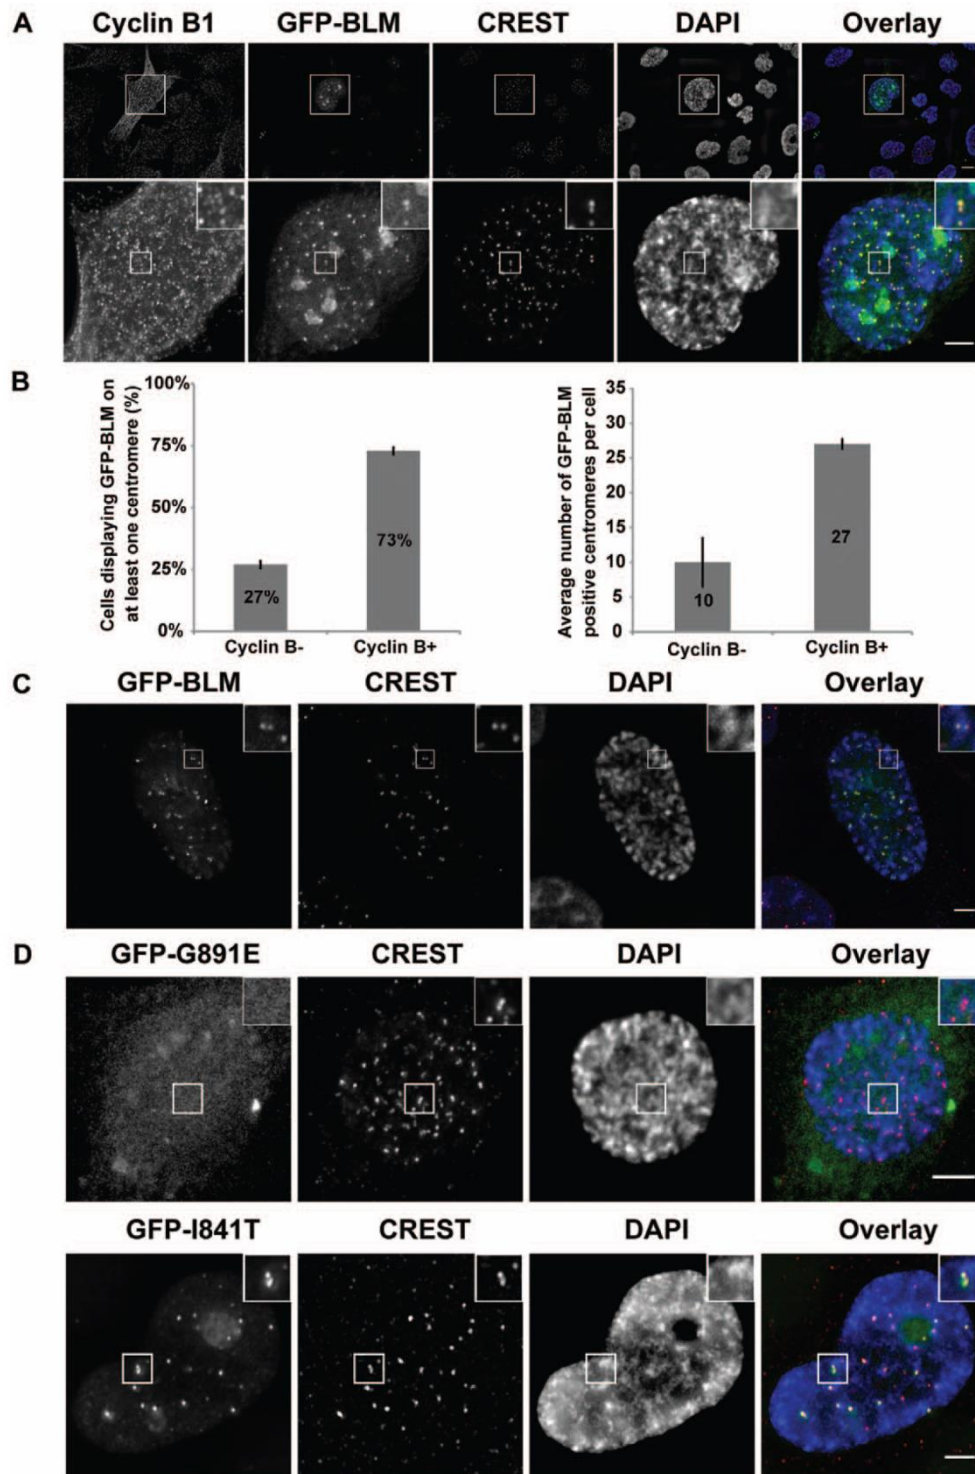 A
Cyclin B1 GFP-BLM CREST DAPI Overlay
B
Cells displaying GFP-BLM on
at least one centromere (%)
100%
75%
50%
25%
0%
27%
73%
Cyclin B- Cyclin B+
Average number of GFP-BLM
positive centromeres per cell
35
30
25
20
15
10
5
0
10
27
Cyclin B- Cyclin B+
C
GFP-BLM CREST DAPI Overlay
D
GFP-G891E CREST DAPI Overlay
GFP-I841T CREST DAPI Overlay